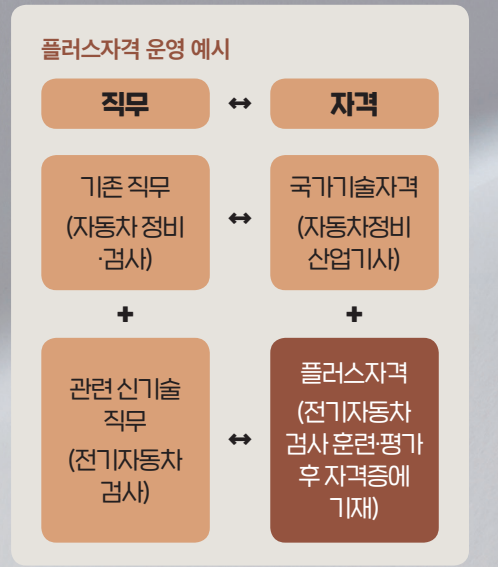 플러스자격 운영 예시
직무 ↔ 자격
기존 직무
(자동차 정비
·검사)
↔
국가기술자격
(자동차정비
산업기사)
+ +
관련 신기술
직무
(전기자동차
검사)
↔
플러스자격
(전기자동차
검사 훈련·평가
후 자격증에
기재)